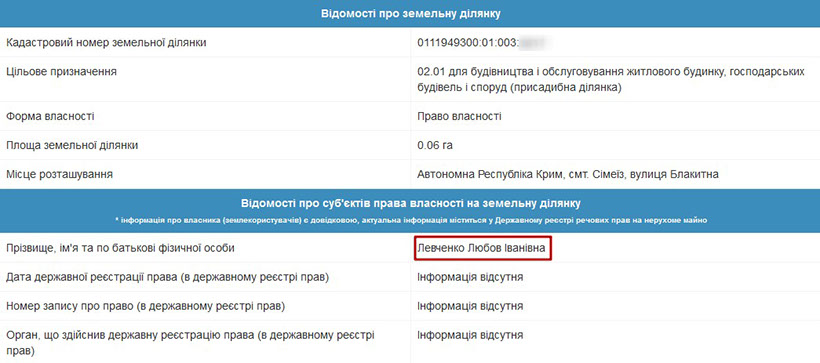 Відомості про земельну ділянку
Кадастровий номер земельної ділянки
0111949300:01:003:
Цільове призначення
02.01 для будівництва і обслуговування житлового будинку, господарських
будівель і споруд (присадибна ділянка)
Форма власності
Право власності
Площа земельної ділянки
0.06 га
Місце розташування
Автономна Республіка Крим, смт. Сімеїз, вулиця Блакитна
Відомості про суб'єктів права власності на земельну ділянку
* інформація про власника (землекористувачів) є довідковою, актуальна інформація міститься у Державному реєстрі речових прав на нерухоме майно
Прізвище, ім'я та по батькові фізичної особи
Левченко Любов Іванівна
Дата державної реєстрації права (в державному реєстрі прав)
Інформація відсутня
Номер запису про право (в державному реєстрі прав)
Інформація відсутня
Орган, що здійснив державну реєстрацію права (в державному реєстрі
прав)
Інформація відсутня